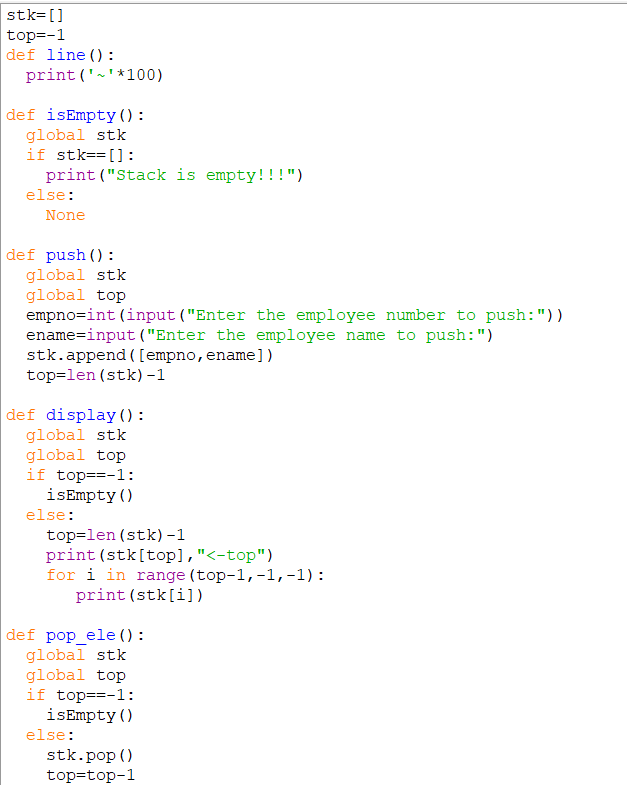 stk=[]
top=-1
def line():
  print('~'*100)

def isEmpty():
  global stk
  if stk==[]:
    print("Stack is empty!!!")
  else:
    None

def push():
  global stk
  global top
  empno=int(input("Enter the employee number to push:"))
  ename=input("Enter the employee name to push:")
  stk.append([empno,ename])
  top=len(stk)-1

def display():
  global stk
  global top
  if top==-1:
    isEmpty()
  else:
    top=len(stk)-1
    print(stk[top],"<-top")
    for i in range(top-1,-1,-1):
       print(stk[i])

def pop_ele():
  global stk
  global top
  if top==-1:
    isEmpty()
  else:
    stk.pop()
    top=top-1